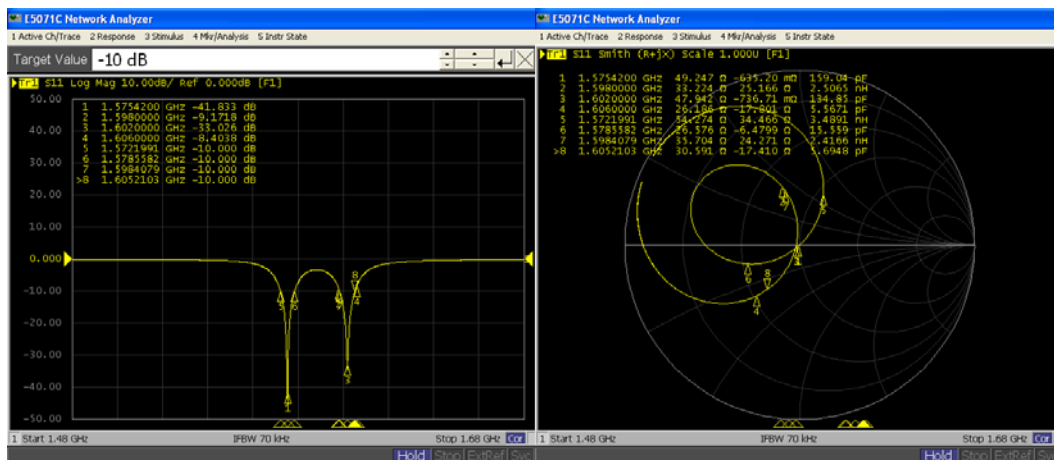 E5071C Network Analyzer
1 Active Ch/Trace 2 Response 3 Stimulus 4 Mkr/Analysis 5 Instr State
Target Value -10 dB
Tr1 S11 Log Mag 10.00dB/ Ref 0.000dB [F1]
50.00
1 1.5754200 GHz -41.833 dB
2 1.5980000 GHz -9.1718 dB
3 1.6020000 GHz -33.026 dB
4 1.6060000 GHz -8.4038 dB
5 1.5721991 GHz -10.000 dB
6 1.5785582 GHz -10.000 dB
7 1.5984079 GHz -10.000 dB
>8 1.6052103 GHz -10.000 dB
40.00
30.00
20.00
10.00
0.000
-10.00
-20.00
-30.00
-40.00
-50.00
1 Start 1.48 GHz IFBW 70 kHz Stop 1.68 GHz Cor
Hold Stop ExtRef Svc
E5071C Network Analyzer
1 Active Ch/Trace 2 Response 3 Stimulus 4 Mkr/Analysis 5 Instr State
Tr1 S11 Smith (R+jX) Scale 1.000U [F1]
1 1.5754200 GHz 49.247 Ω -635.20 mΩ 159.04 pF
2 1.5980000 GHz 33.224 Ω 25.166 Ω 2.5065 nH
3 1.6020000 GHz 47.942 Ω -736.71 mΩ 134.85 pF
4 1.6060000 GHz 26.186 Ω -17.801 Ω 5.5671 pF
5 1.5721991 GHz 54.274 Ω 34.466 Ω 3.4891 nH
6 1.5785582 GHz 26.576 Ω -6.4799 Ω 15.559 pF
7 1.5984079 GHz 35.704 Ω 24.271 Ω 2.4166 nH
>8 1.6052103 GHz 30.591 Ω -17.410 Ω 5.6948 pF
1 Start 1.48 GHz IFBW 70 kHz Stop 1.68 GHz Cor
Hold Stop ExtRef Svc